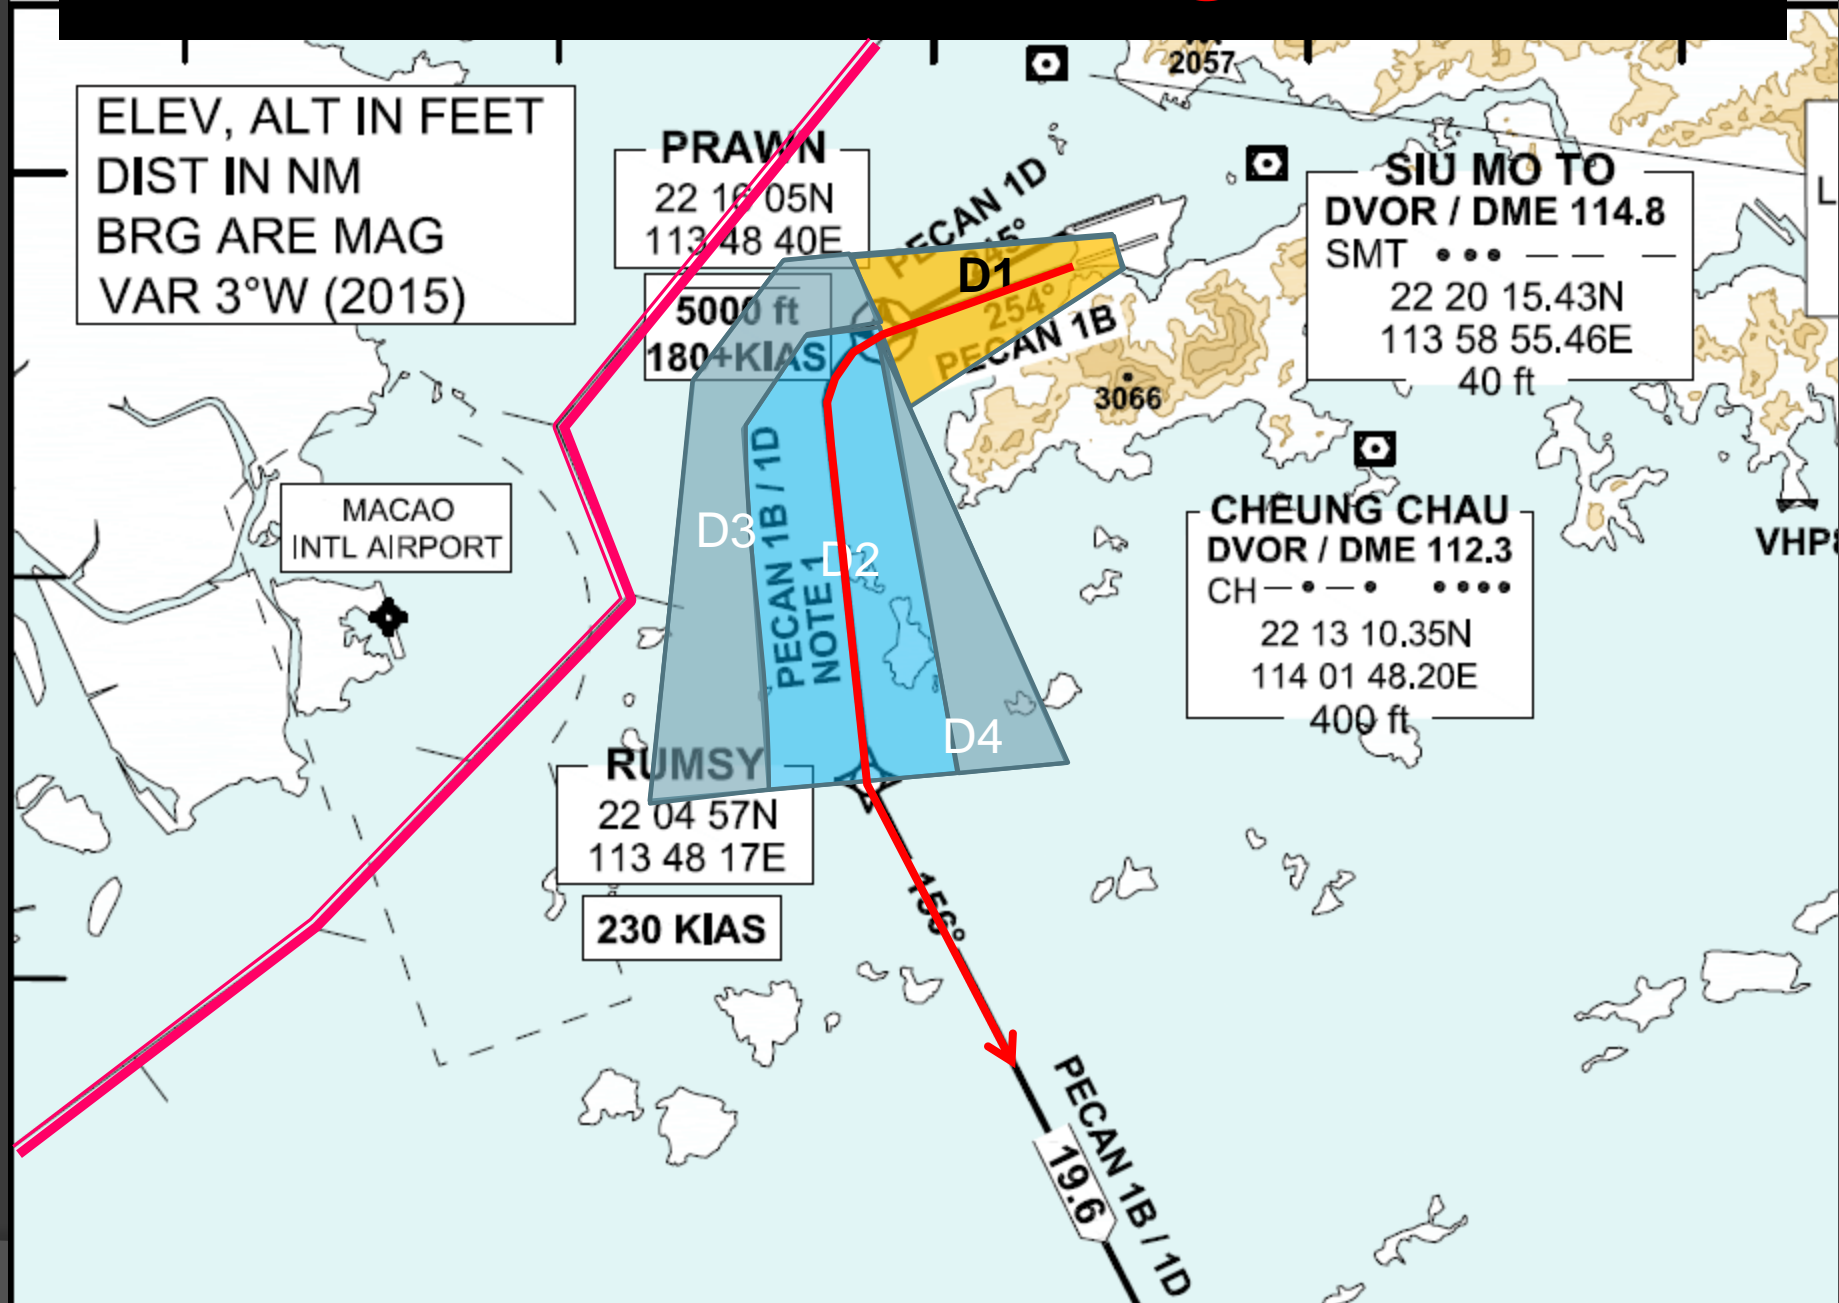 2057
ELEV, ALT IN FEET
DIST IN NM
BRG ARE MAG
VAR 3°W (2015)
PRAWN
22 16 05N
113 48 40E
5000 ft
180+KIAS
PECAN 1D
245°
D1
254°
PECAN 1B
3066
SIU MO TO
DVOR / DME 114.8
SMT
22 20 15.43N
113 58 55.46E
40 ft
L
MACAO
INTL AIRPORT
D3
PECAN 1B / 1D
NOTE 1
D2
D4
CHEUNG CHAU
DVOR / DME 112.3
CH
22 13 10.35N
114 01 48.20E
400 ft
RUMSY
22 04 57N
113 48 17E
230 KIAS
156°
PECAN 1B / 1D
19.6